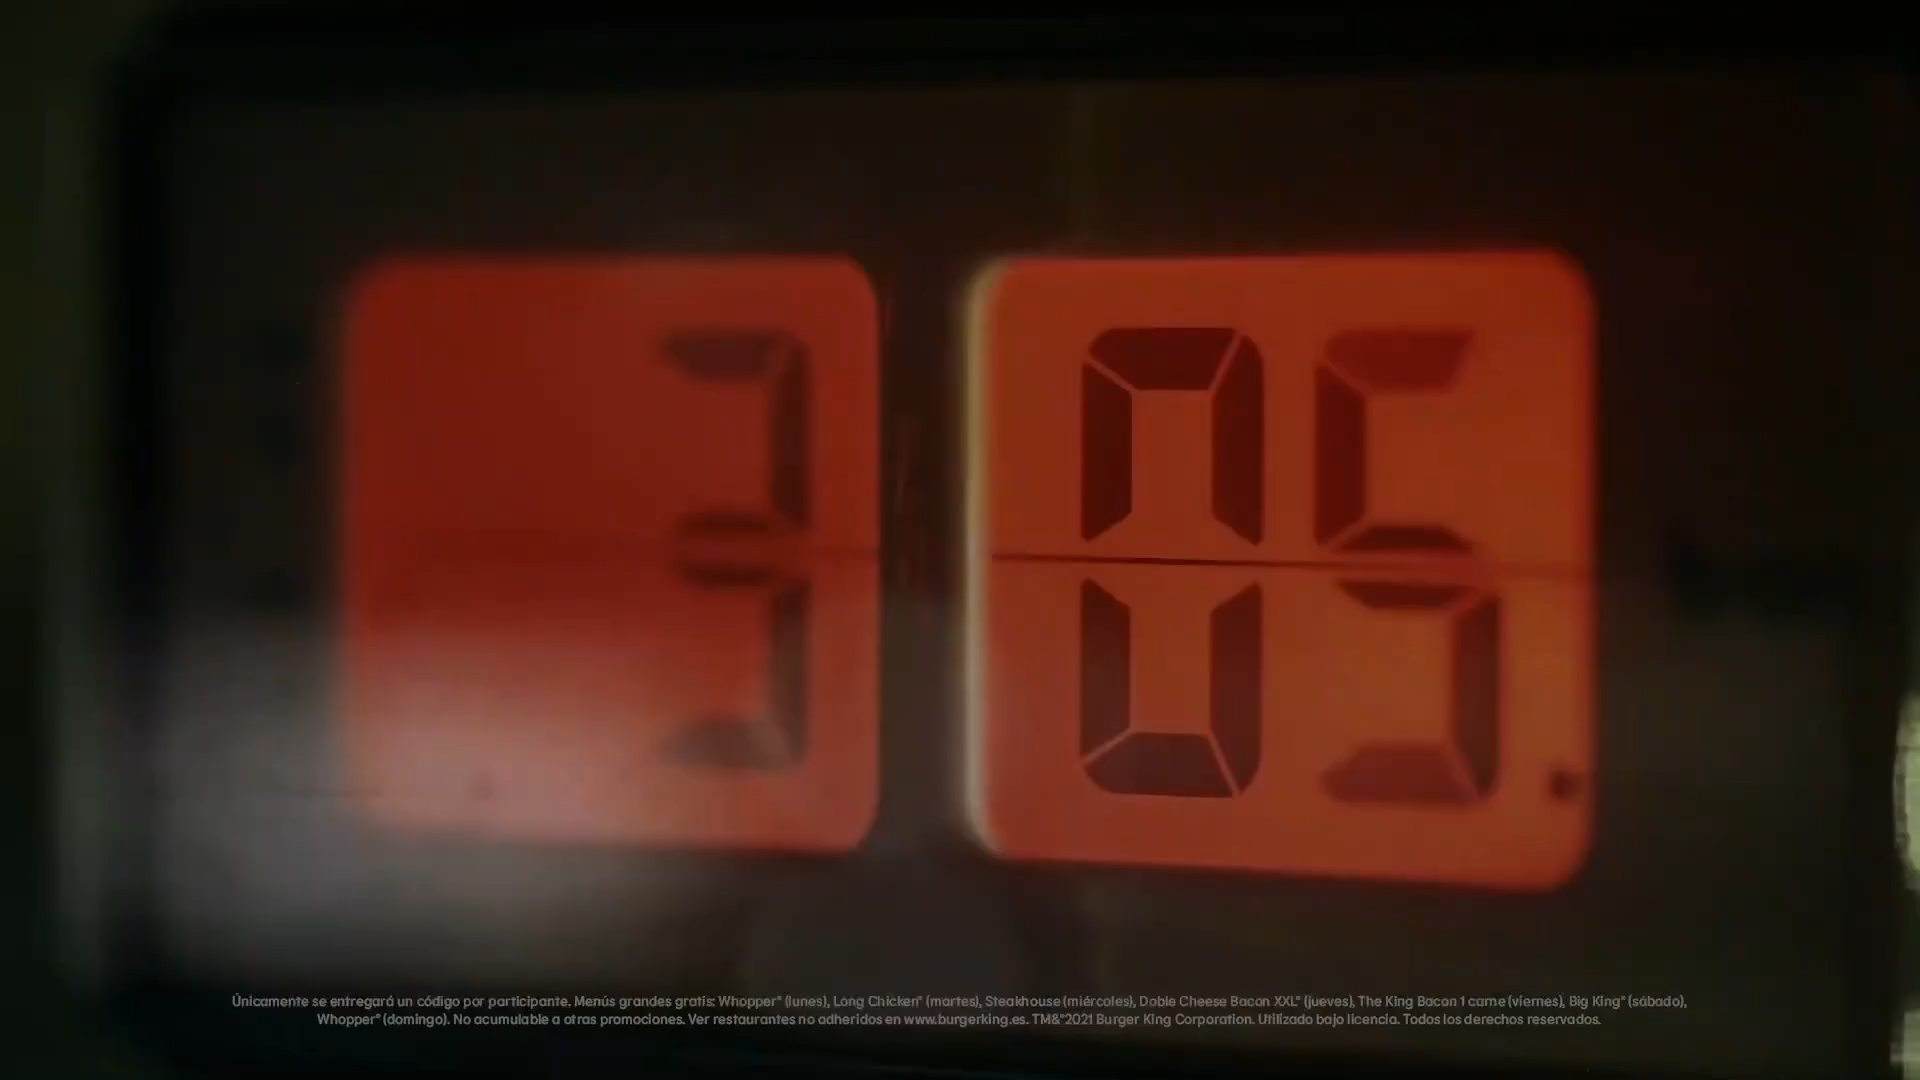 3 05
Únicamente se entregará un código por participante. Menús grandes gratis: Whopper® (lunes), Long Chicken® (martes), Steakhouse (miércoles), Doble Cheese Bacon XXL® (jueves), The King Bacon 1 carne (viernes), Big King® (sábado),
Whopper® (domingo). No acumulable a otras promociones. Ver restaurantes no adheridos en www.burgerking.es. TM&®2021 Burger King Corporation. Utilizado bajo licencia. Todos los derechos reservados.